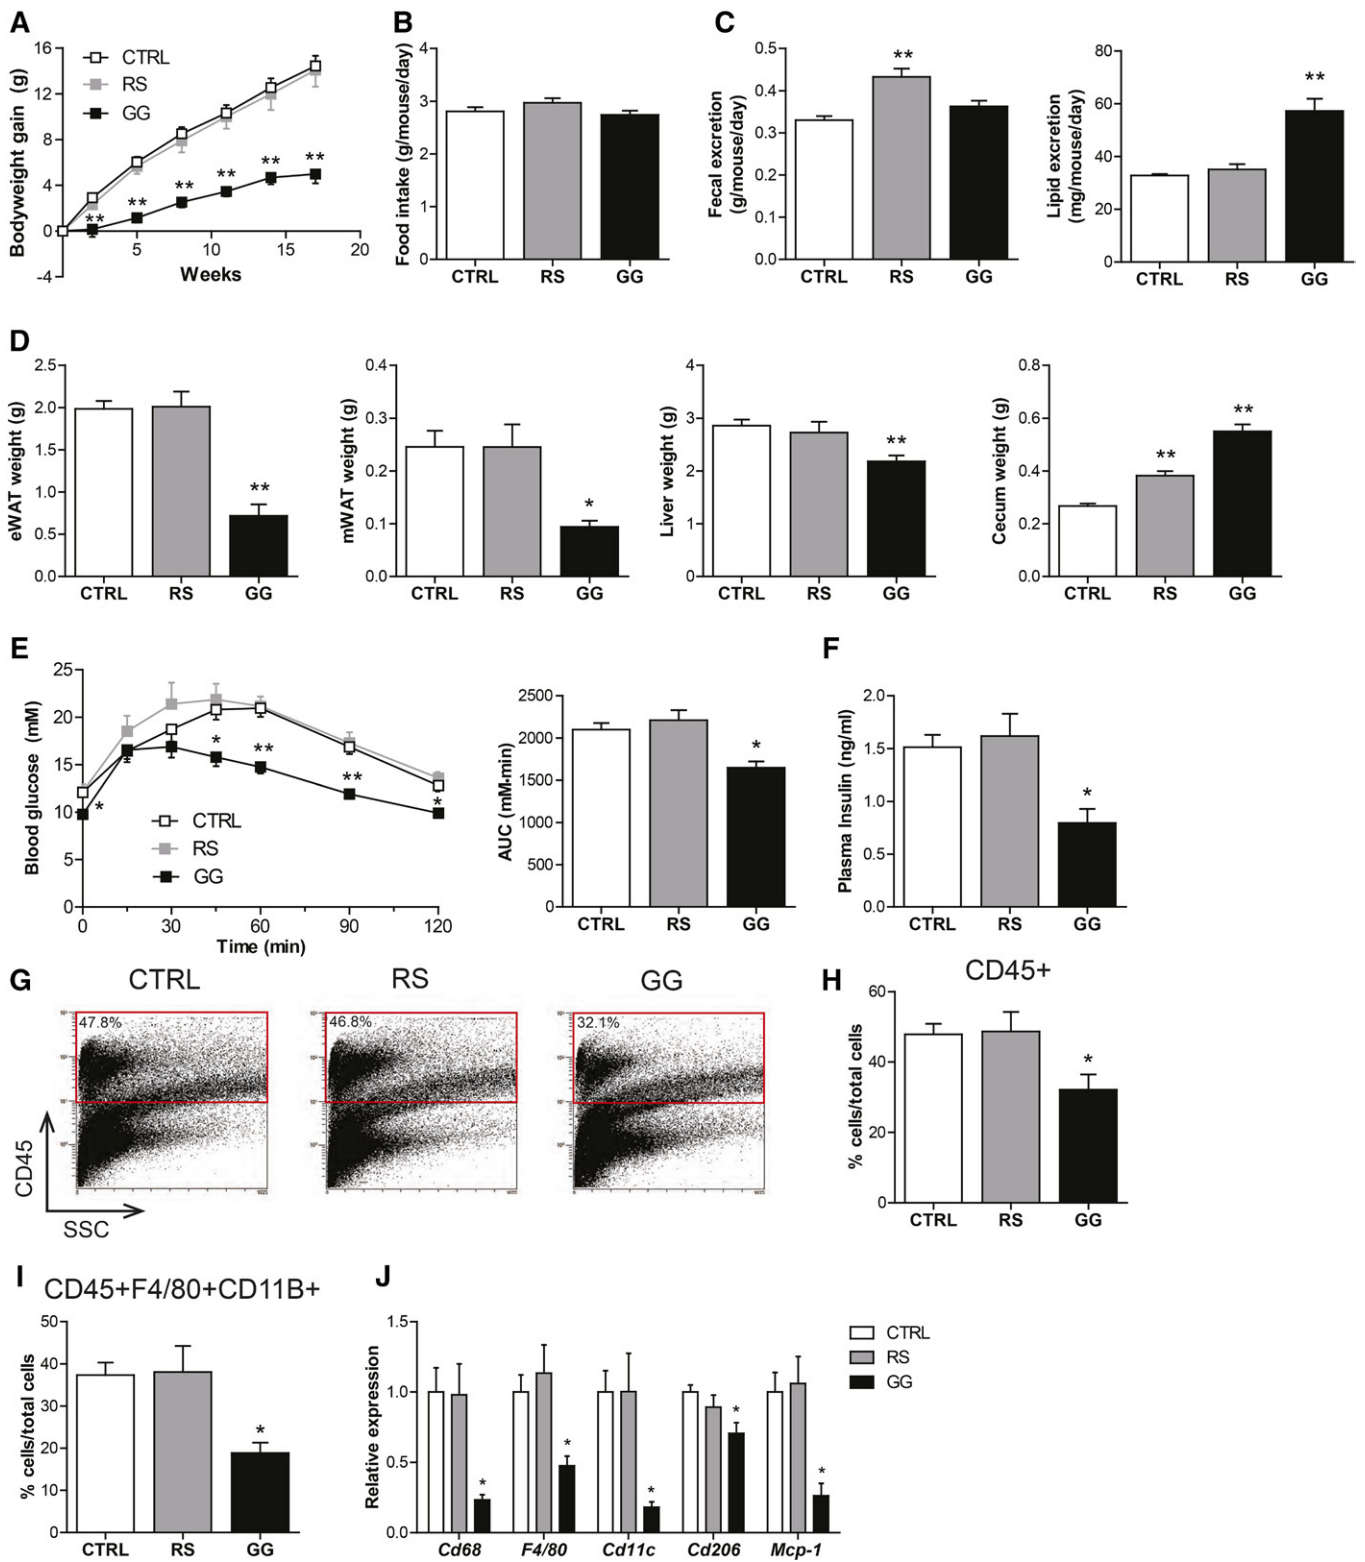 A
16
12
8
4
0
-4
Bodyweight gain (g)
CTRL
RS
GG
** ** ** ** ** **
5 10 15 20
Weeks
B
4
3
2
1
0
Food intake (g/mouse/day)
CTRL RS GG
C
0.5
0.4
0.3
0.2
0.1
0.0
Fecal excretion
(g/mouse/day)
**
CTRL RS GG
80
60
40
20
0
Lipid excretion
(mg/mouse/day)
**
CTRL RS GG
D
2.5
2.0
1.5
1.0
0.5
0.0
eWAT weight (g)
**
CTRL RS GG
0.4
0.3
0.2
0.1
0.0
mWAT weight (g)
*
CTRL RS GG
4
3
2
1
0
Liver weight (g)
**
CTRL RS GG
0.8
0.6
0.4
0.2
0.0
Cecum weight (g)
** **
CTRL RS GG
E
25
20
15
10
5
0
Blood glucose (mM)
* * ** ** *
CTRL
RS
GG
0 30 60 90 120
Time (min)
2500
2000
1500
1000
500
0
AUC (mM·min)
*
CTRL RS GG
F
2.0
1.5
1.0
0.5
0.0
Plasma Insulin (ng/ml)
*
CTRL RS GG
G
CTRL RS GG
47.8% 46.8% 32.1%
CD45
SSC
H
CD45+
60
40
20
0
% cells/total cells
*
CTRL RS GG
I
CD45+F4/80+CD11B+
50
40
30
20
10
0
% cells/total cells
*
CTRL RS GG
J
1.5
1.0
0.5
0.0
Relative expression
* * * * *
Cd68 F4/80 Cd11c Cd206 Mcp-1
CTRL
RS
GG